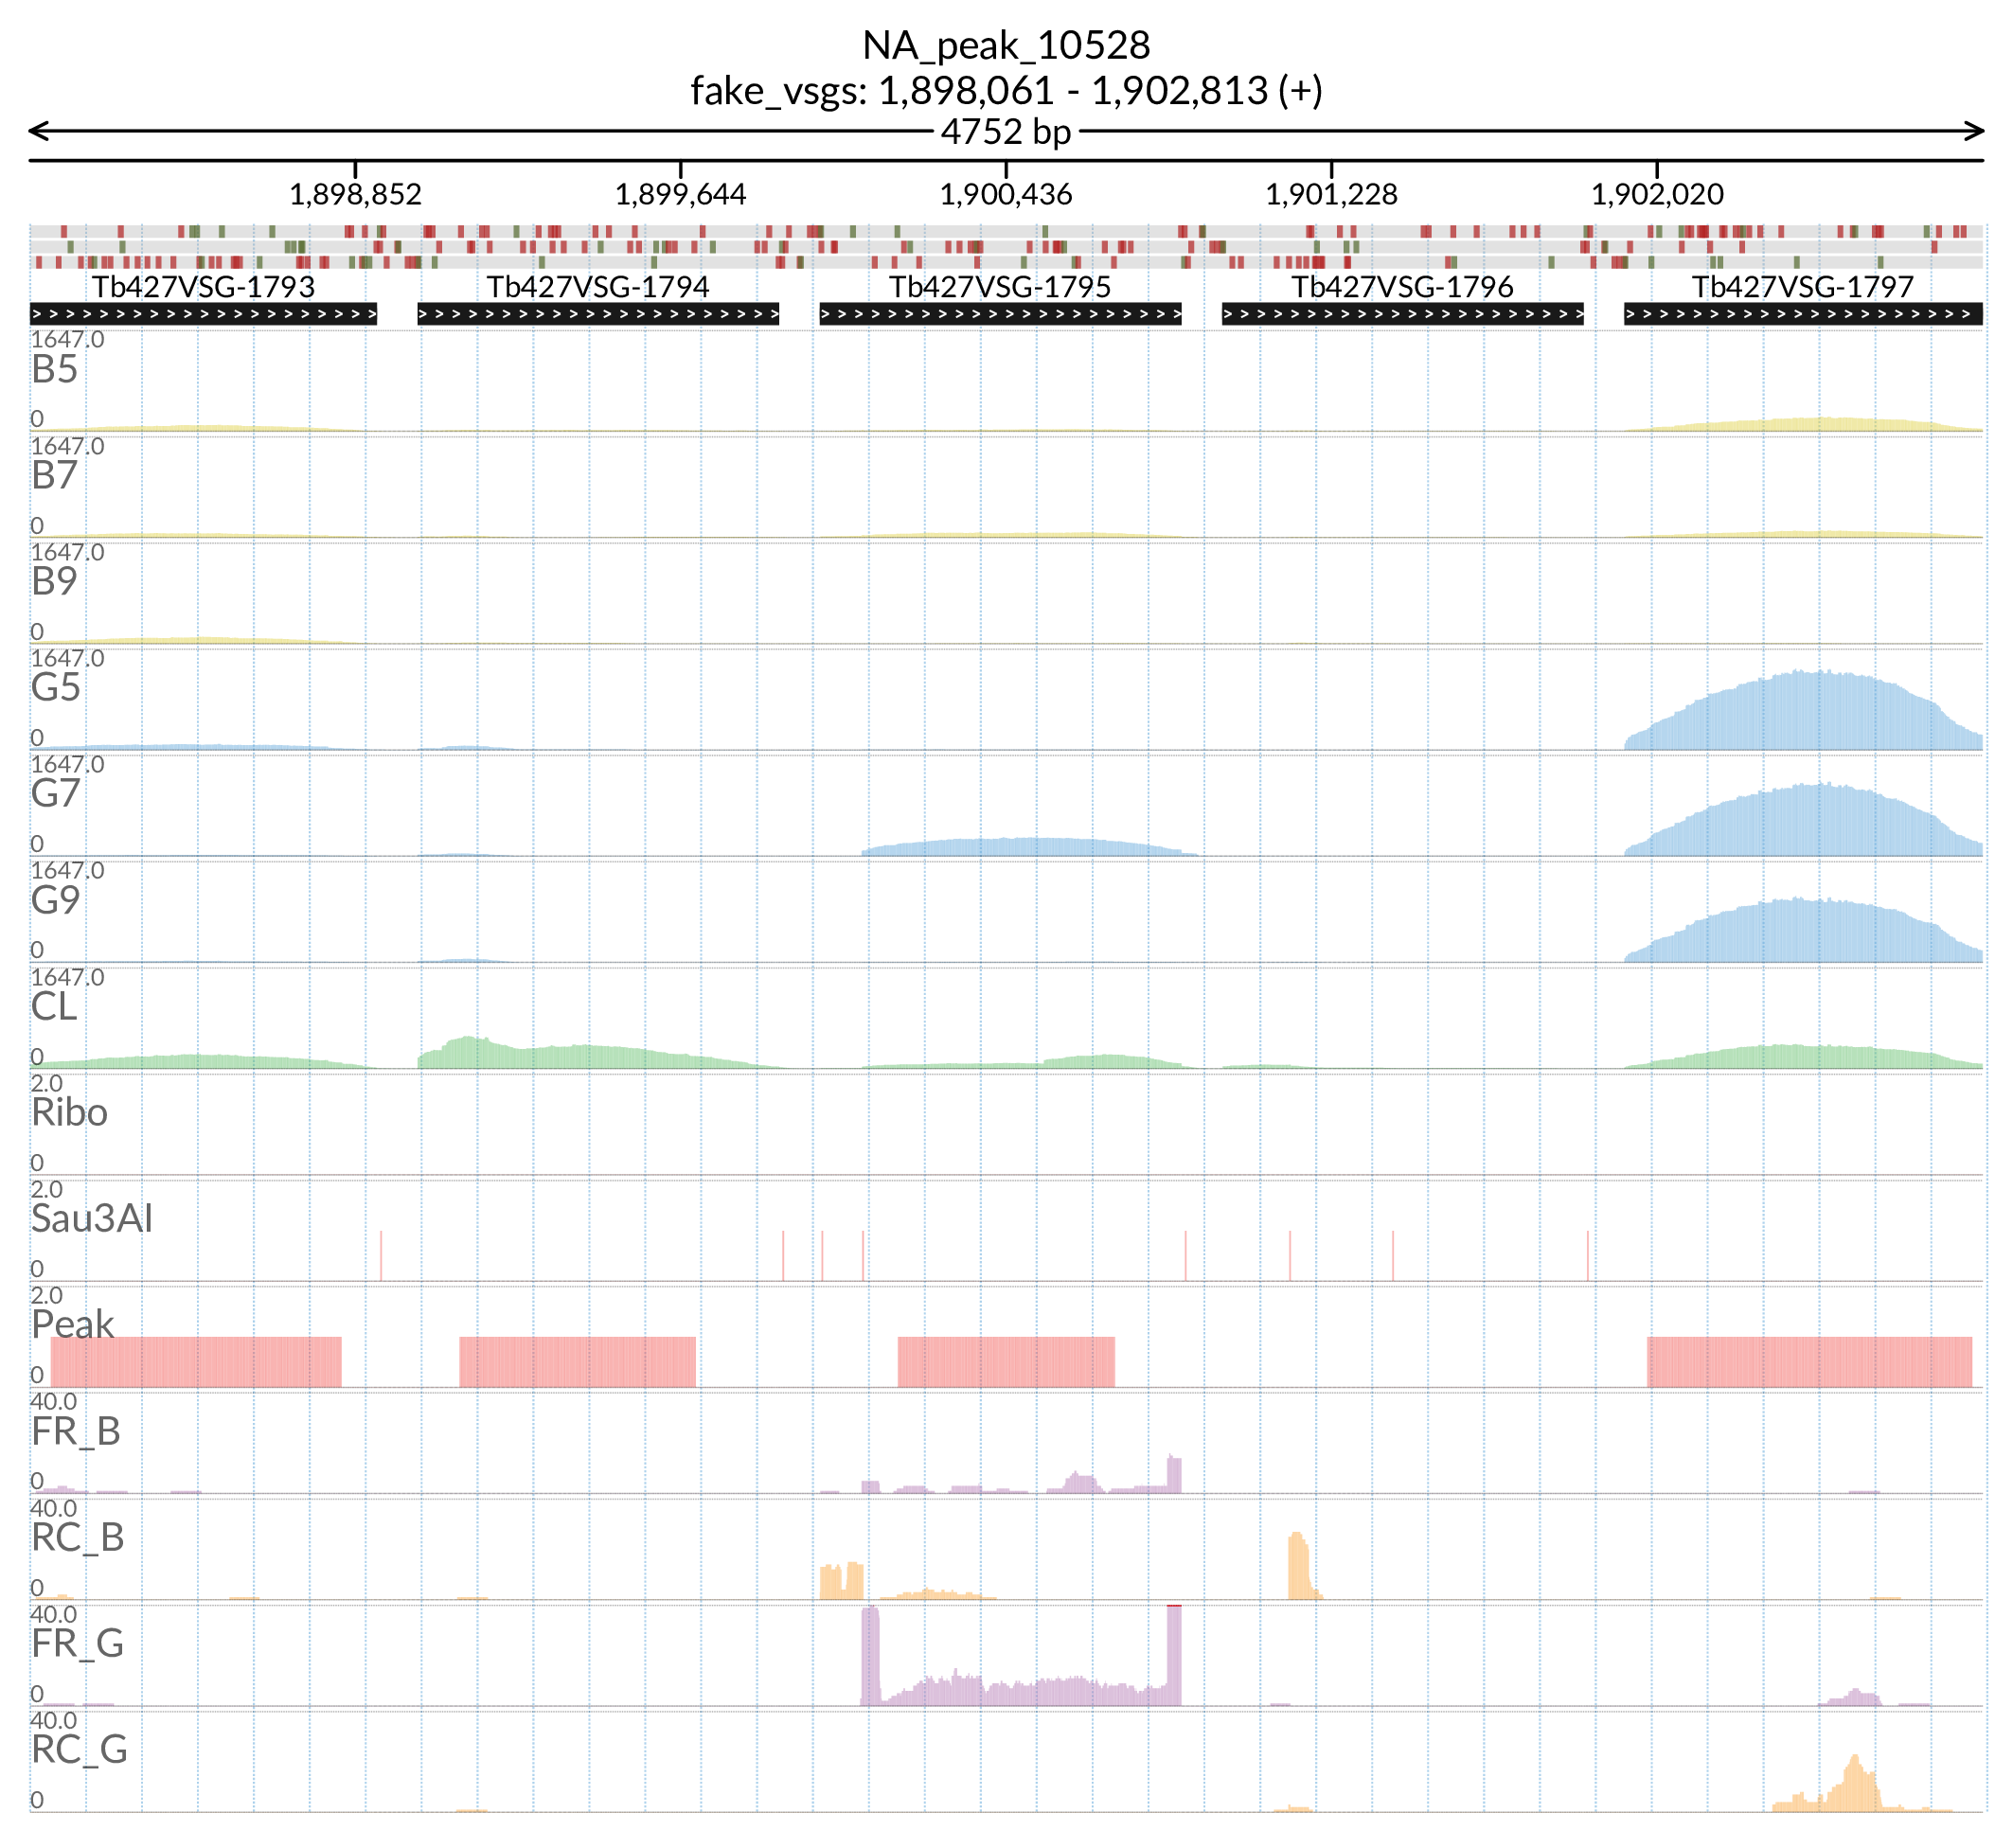 NA_peak_10528
fake_vsgs: 1,898,061 - 1,902,813 (+)
4752 bp
1,898,852 1,899,644 1,900,436 1,901,228 1,902,020
Tb427VSG-1793 Tb427VSG-1794 Tb427VSG-1795 Tb427VSG-1796 Tb427VSG-1797
1647.0
B5
0
1647.0
B7
0
1647.0
B9
0
1647.0
G5
0
1647.0
G7
0
1647.0
G9
0
1647.0
CL
0
2.0
Ribo
0
2.0
Sau3AI
0
2.0
Peak
0
40.0
FR_B
0
40.0
RC_B
0
40.0
FR_G
0
40.0
RC_G
0